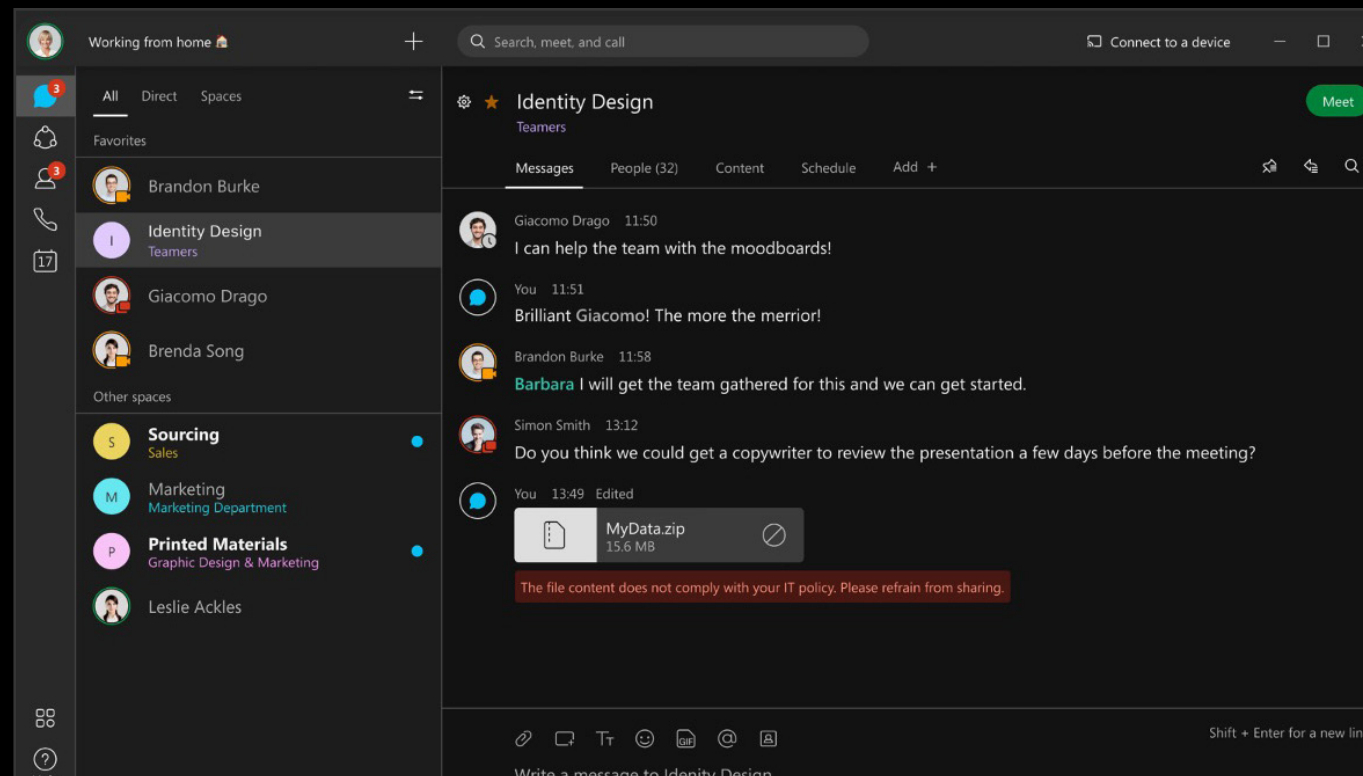 Working from home
Search, meet, and call
Connect to a device
3
3
17
All Direct Spaces
Favorites
Brandon Burke
I
Identity Design
Teamers
Giacomo Drago
Brenda Song
Other spaces
S
Sourcing
Sales
M
Marketing
Marketing Department
P
Printed Materials
Graphic Design & Marketing
Leslie Ackles
Identity Design
Teamers
Meet
Messages People (32) Content Schedule Add +
Giacomo Drago 11:50
I can help the team with the moodboards!
You 11:51
Brilliant Giacomo! The more the merrior!
Brandon Burke 11:58
Barbara I will get the team gathered for this and we can get started.
Simon Smith 13:12
Do you think we could get a copywriter to review the presentation a few days before the meeting?
You 13:49 Edited
MyData.zip
15.6 MB
The file content does not comply with your IT policy. Please refrain from sharing.
GIF
Shift + Enter for a new lin
Write a message to Idenity Design